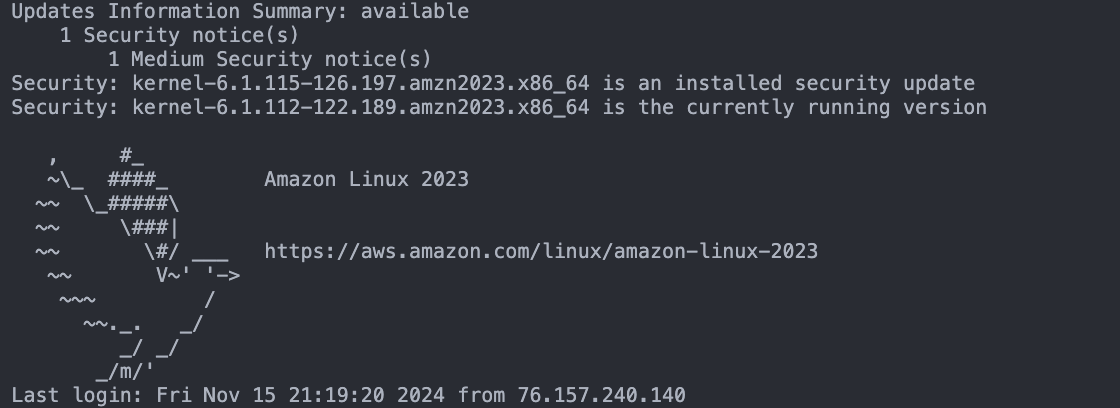 Updates Information Summary: available
    1 Security notice(s)
        1 Medium Security notice(s)
Security: kernel-6.1.115-126.197.amzn2023.x86_64 is an installed security update
Security: kernel-6.1.112-122.189.amzn2023.x86_64 is the currently running version

   ,     #_
   ~\_  ####_        Amazon Linux 2023
  ~~  \_#####\
  ~~     \###|
  ~~       \#/ ___   https://aws.amazon.com/linux/amazon-linux-2023
   ~~       V~' '->
    ~~~         /
      ~~._.   _/
         _/ _/
       _/m/'
Last login: Fri Nov 15 21:19:20 2024 from 76.157.240.140